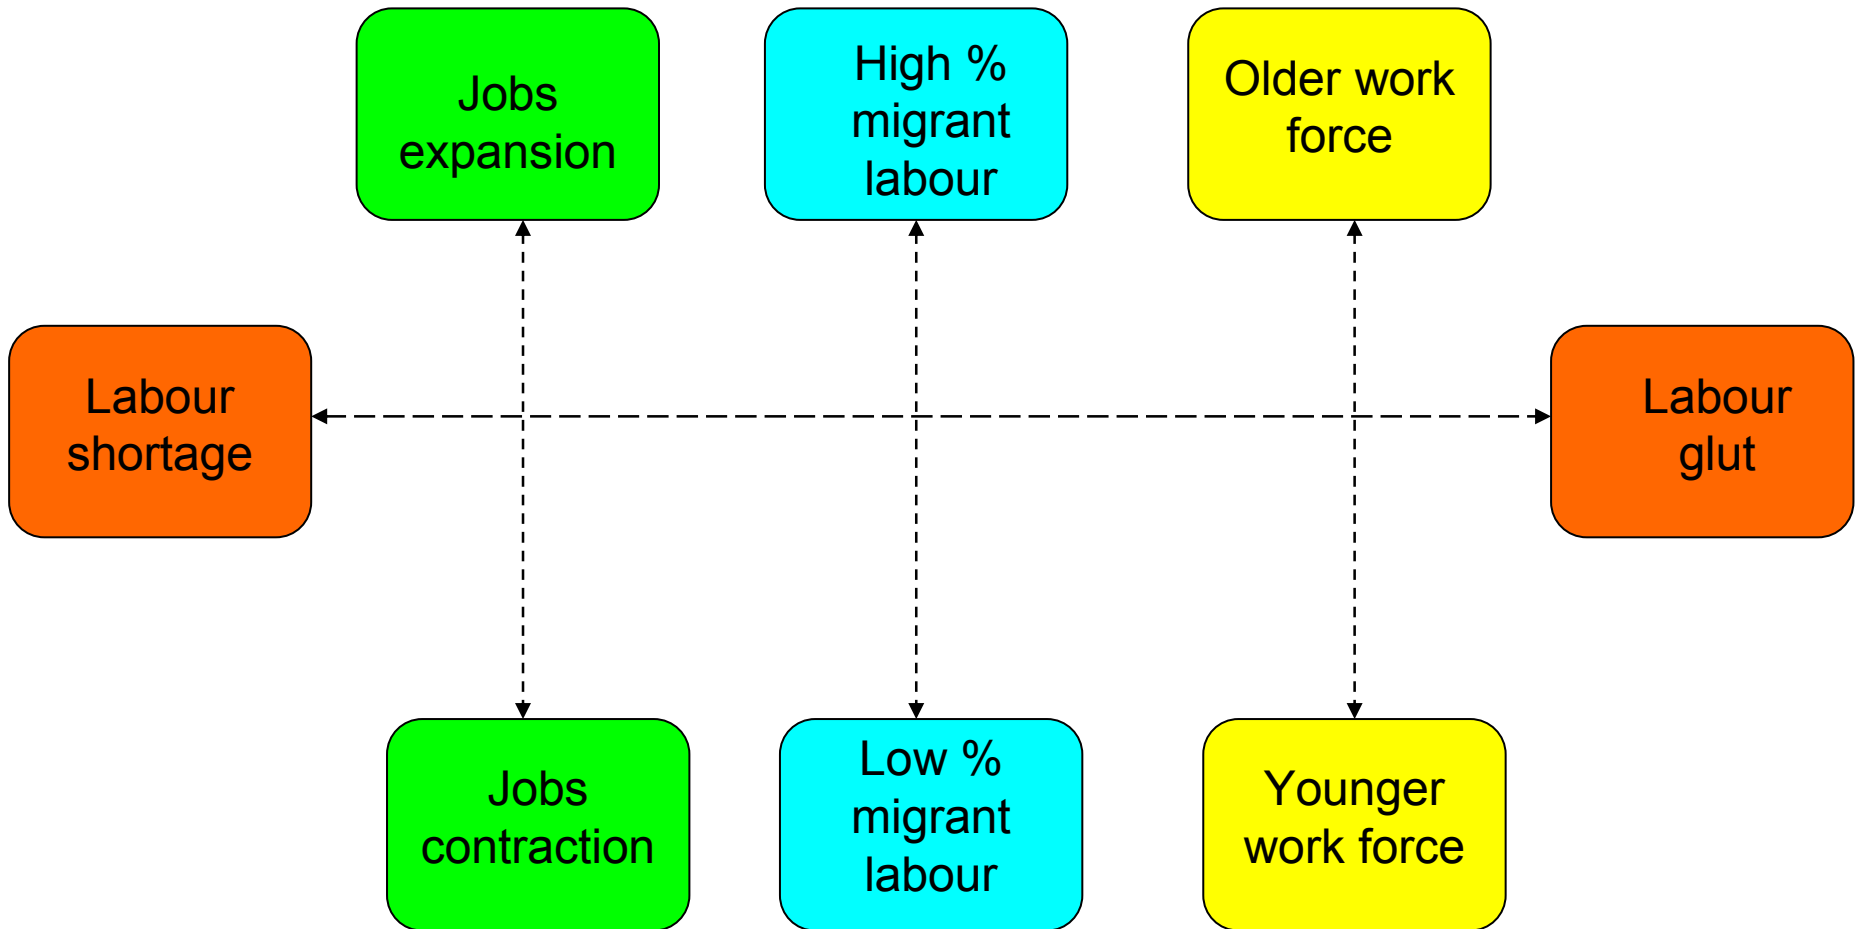 Jobs
expansion
High %
migrant
labour
Older work
force
Labour
shortage
Labour
glut
Jobs
contraction
Low %
migrant
labour
Younger
work force